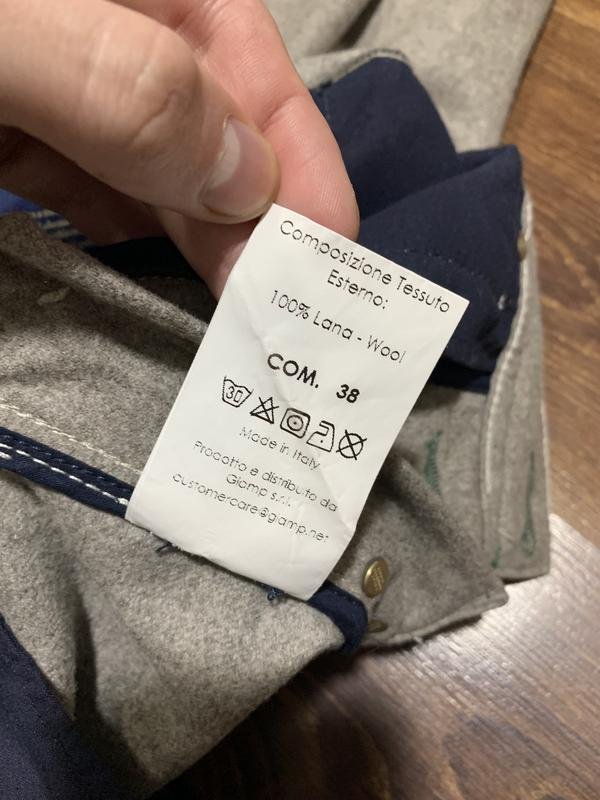 Composizione Tessuto
Esterno:
100% Lana - Wool
COM. 38
30
Made in Italy
Prodotto e distribuito da
Giamp s.r.l.
customercare@giamp.net